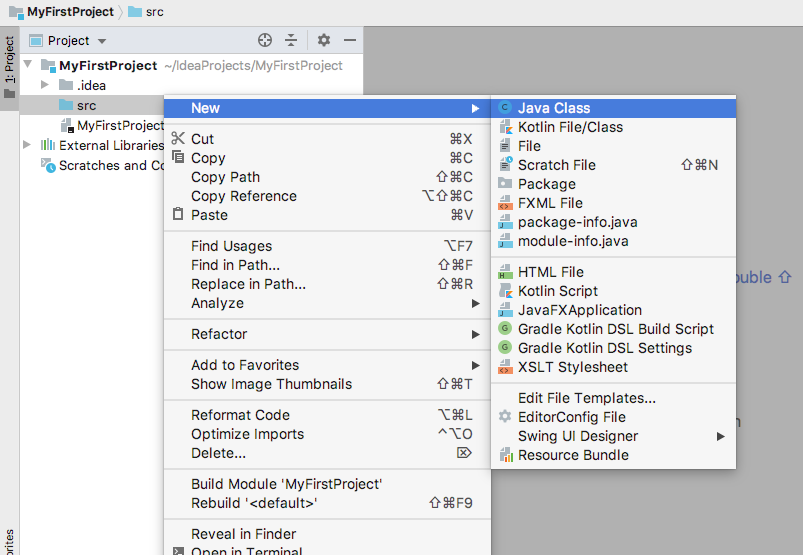 MyFirstProject src
1: Project
Project
MyFirstProject ~/IdeaProjects/MyFirstProject
.idea
src
MyFirstProject
External Libraries
Scratches and
New
Cut ⌘X
Copy ⌘C
Copy Path ⇧⌘C
Copy Reference ⌥⇧⌘C
Paste ⌘V
Find Usages ⌥F7
Find in Path... ⇧⌘F
Replace in Path... ⇧⌘R
Analyze
Refactor
Add to Favorites
Show Image Thumbnails ⇧⌘T
Reformat Code ⌥⌘L
Optimize Imports ^⌥O
Delete... ⌦
Build Module 'MyFirstProject'
Rebuild '<default>' ⇧⌘F9
Reveal in Finder
Open in Terminal
Java Class
Kotlin File/Class
File
Scratch File ⇧⌘N
Package
FXML File
package-info.java
module-info.java
HTML File
Kotlin Script
JavaFXApplication
Gradle Kotlin DSL Build Script
Gradle Kotlin DSL Settings
XSLT Stylesheet
Edit File Templates...
EditorConfig File
Swing UI Designer
Resource Bundle